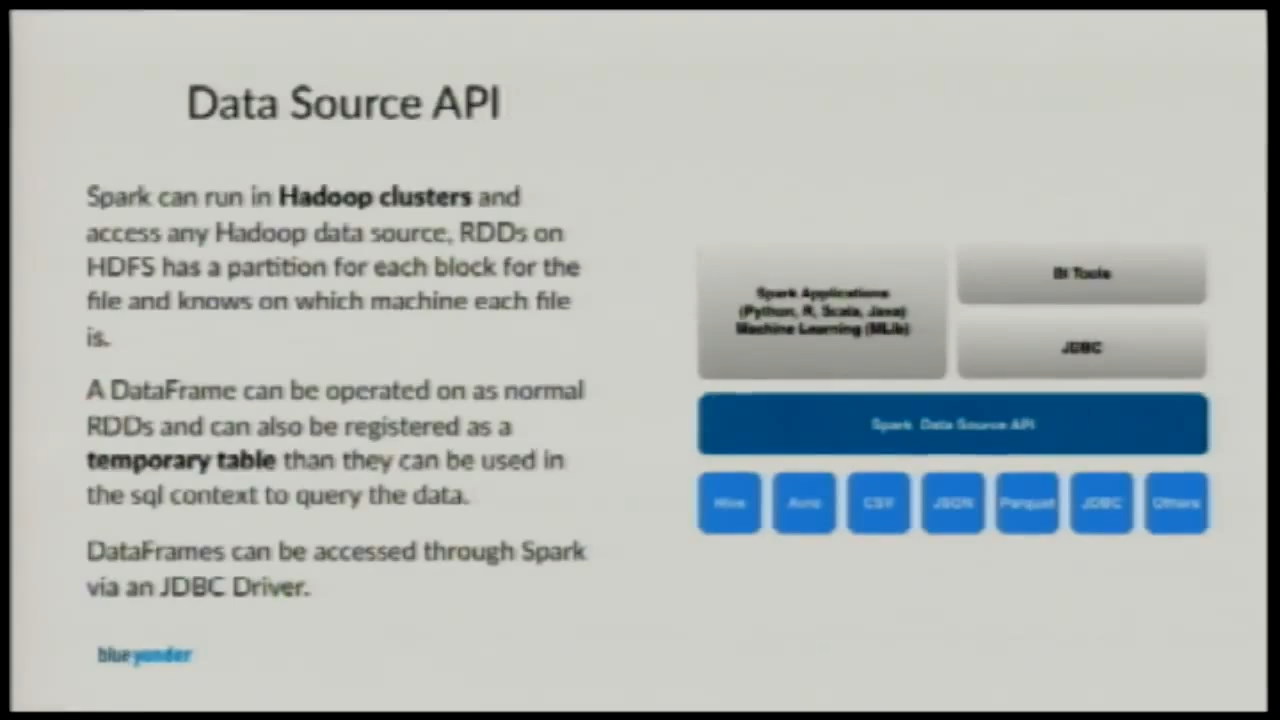 Data Source API
Spark can run in Hadoop clusters and
access any Hadoop data source, RDDs on
HDFS has a partition for each block for the
file and knows on which machine each file
is.
A DataFrame can be operated on as normal
RDDs and can also be registered as a
temporary table than they can be used in
the sql context to query the data.
DataFrames can be accessed through Spark
via an JDBC Driver.
blueyonder
Spark Applications
(Python, R, Scala, Java)
Machine Learning (MLib)
BI Tools
JDBC
Spark Data Source API
Hive
Avro
CSV
JSON
Parquet
JDBC
Others